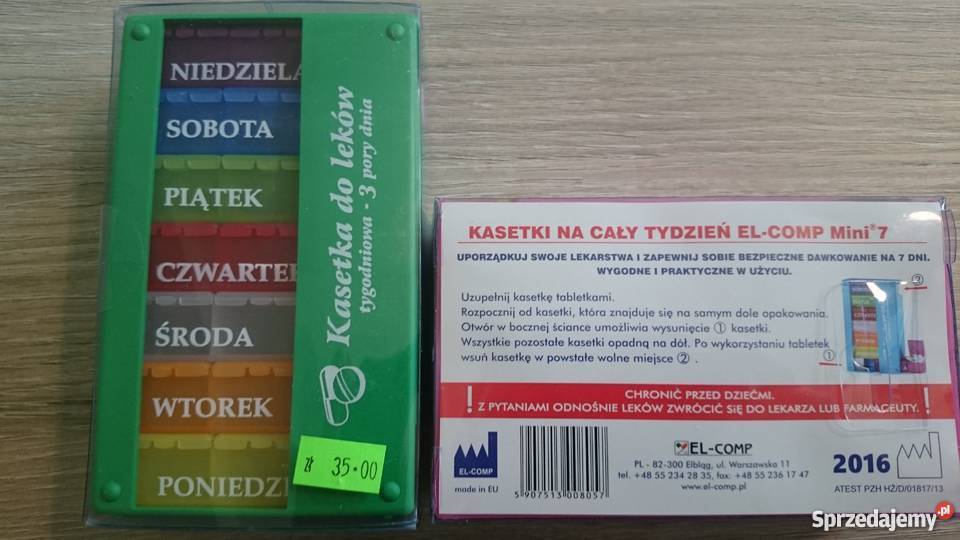 NIEDZIELA
SOBOTA
PIĄTEK
CZWARTEK
ŚRODA
WTOREK
PONIEDZI
Kasetka do leków
tygodniowa - 3 pory dnia
zł 35.00
KASETKI NA CAŁY TYDZIEŃ EL-COMP Mini®7
UPORZĄDKUJ SWOJE LEKARSTWA I ZAPEWNIJ SOBIE BEZPIECZNE DAWKOWANIE NA 7 DNI.
WYGODNE I PRAKTYCZNE W UŻYCIU.
Uzupełnij kasetkę tabletkami.
Rozpocznij od kasetki, która znajduje się na samym dole opakowania.
Otwór w bocznej ściance umożliwia wysunięcie ① kasetki.
Wszystkie pozostałe kasetki opadną na dół. Po wykorzystaniu tabletek
wsuń kasetkę w powstałe wolne miejsce ② .
②
①
! CHRONIĆ PRZED DZIEĆMI. !
Z PYTANIAMI ODNOŚNIE LEKÓW ZWRÓCIĆ SIĘ DO LEKARZA LUB FARMACEUTY.
EL-COMP
made in EU
5 907513 008057
EL-COMP
PL - 82-300 Elbląg, ul. Warszawska 11
tel. +48 55 234 28 35, fax: +48 55 236 17 47
www.el-comp.pl
2016
ATEST PZH HŻ/D/01817/13
Sprzedajemy.pl